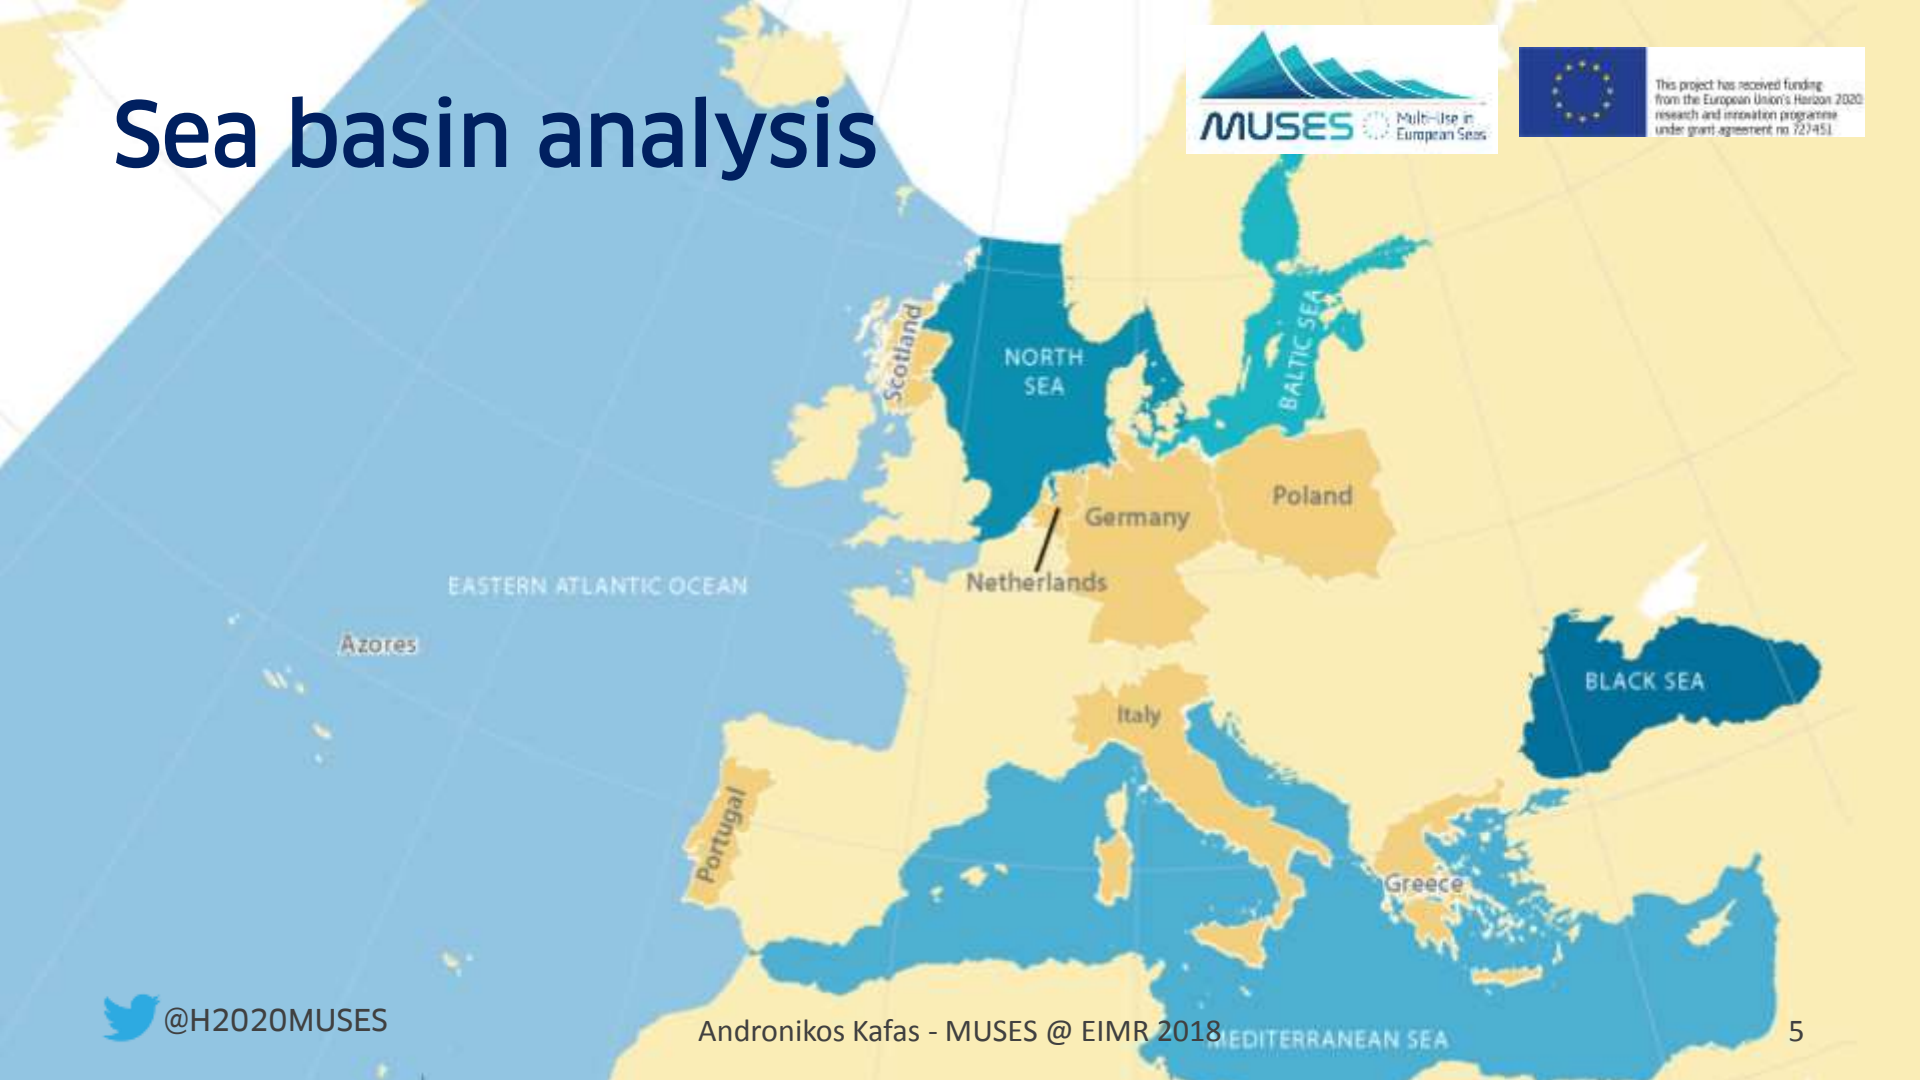 Sea basin analysis
MUSES
Multi-Use in
European Seas
This project has received funding
from the European Union's Horizon 2020
research and innovation programme
under grant agreement no 727451
Scotland
NORTH
SEA
BALTIC SEA
Poland
Germany
Netherlands
EASTERN ATLANTIC OCEAN
Azores
BLACK SEA
Italy
Portugal
Greece
@H2020MUSES
Andronikos Kafas - MUSES @ EIMR 2018
MEDITERRANEAN SEA
5